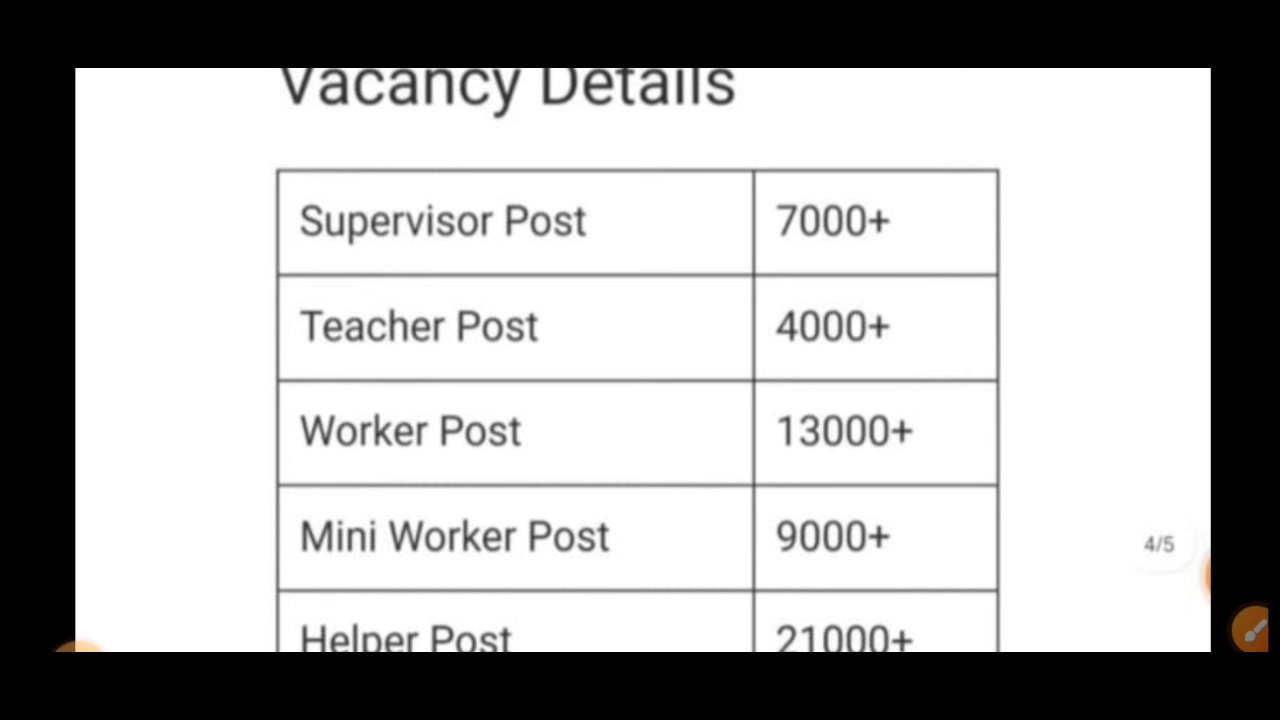 Vacancy Details
Supervisor Post 7000+
Teacher Post 4000+
Worker Post 13000+
Mini Worker Post 9000+
Helper Post 21000+
4/5